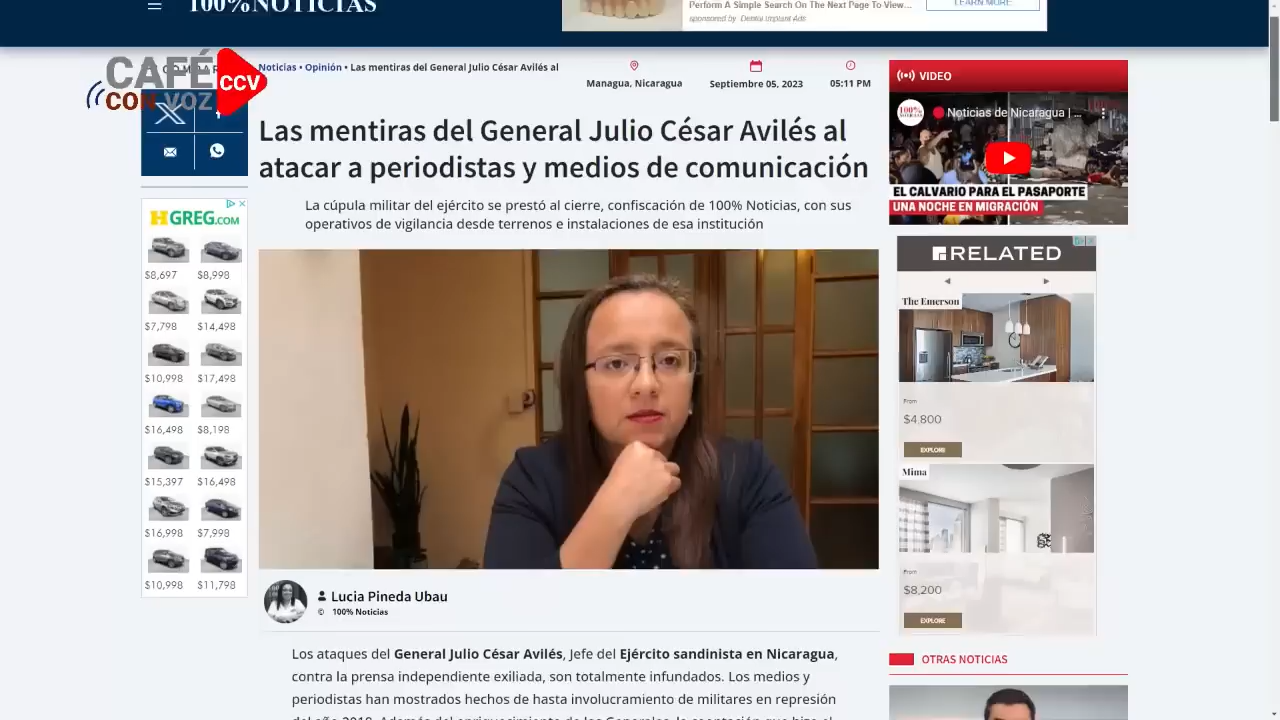 100%NOTICIAS
Perform A Simple Search On The Next Page To View...
sponsored by Dental Implant Ads
LEARN MORE
CAFÉ
CON VOZ
CCV
Noticias • Opinión • Las mentiras del General Julio César Avilés al
Managua, Nicaragua
Septiembre 05, 2023
05:11 PM
Las mentiras del General Julio César Avilés al
atacar a periodistas y medios de comunicación
La cúpula militar del ejército se prestó al cierre, confiscación de 100% Noticias, con sus
operativos de vigilancia desde terrenos e instalaciones de esa institución
HGREG.COM
$8,697 $8,998
$7,798 $14,498
$10,998 $17,498
$16,498 $8,198
$15,397 $16,498
$16,998 $7,998
$10,998 $11,798
Lucia Pineda Ubau
© 100% Noticias
Los ataques del General Julio César Avilés, Jefe del Ejército sandinista en Nicaragua,
contra la prensa independiente exiliada, son totalmente infundados. Los medios y
periodistas han mostrados hechos de hasta involucramiento de militares en represión
VIDEO
Noticias de Nicaragua | ...
EL CALVARIO PARA EL PASAPORTE
UNA NOCHE EN MIGRACIÓN
RELATED
The Emerson
From
$4,800
EXPLORE
Mima
From
$8,200
EXPLORE
OTRAS NOTICIAS